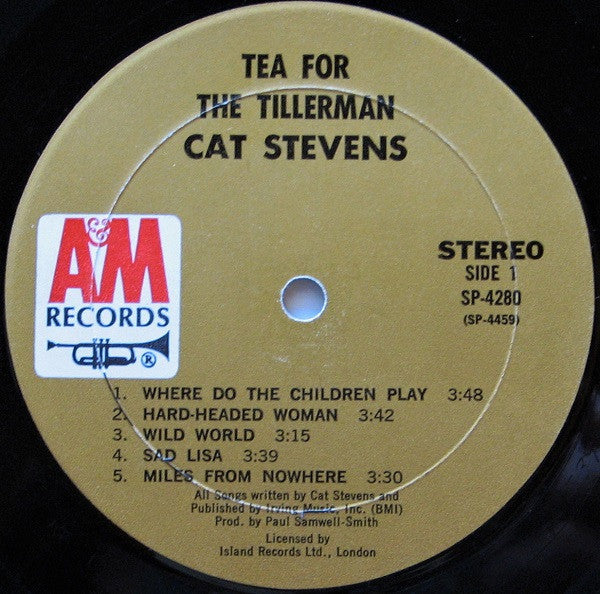 TEA FOR
THE TILLERMAN
CAT STEVENS
A&M
RECORDS
®
STEREO
SIDE 1
SP-4280
(SP-4459)
1. WHERE DO THE CHILDREN PLAY 3:48
2. HARD-HEADED WOMAN 3:42
3. WILD WORLD 3:15
4. SAD LISA 3:39
5. MILES FROM NOWHERE 3:30
All Songs written by Cat Stevens and
Published by Irving Music, Inc. (BMI)
Prod. by Paul Samwell-Smith
Licensed by
Island Records Ltd., London